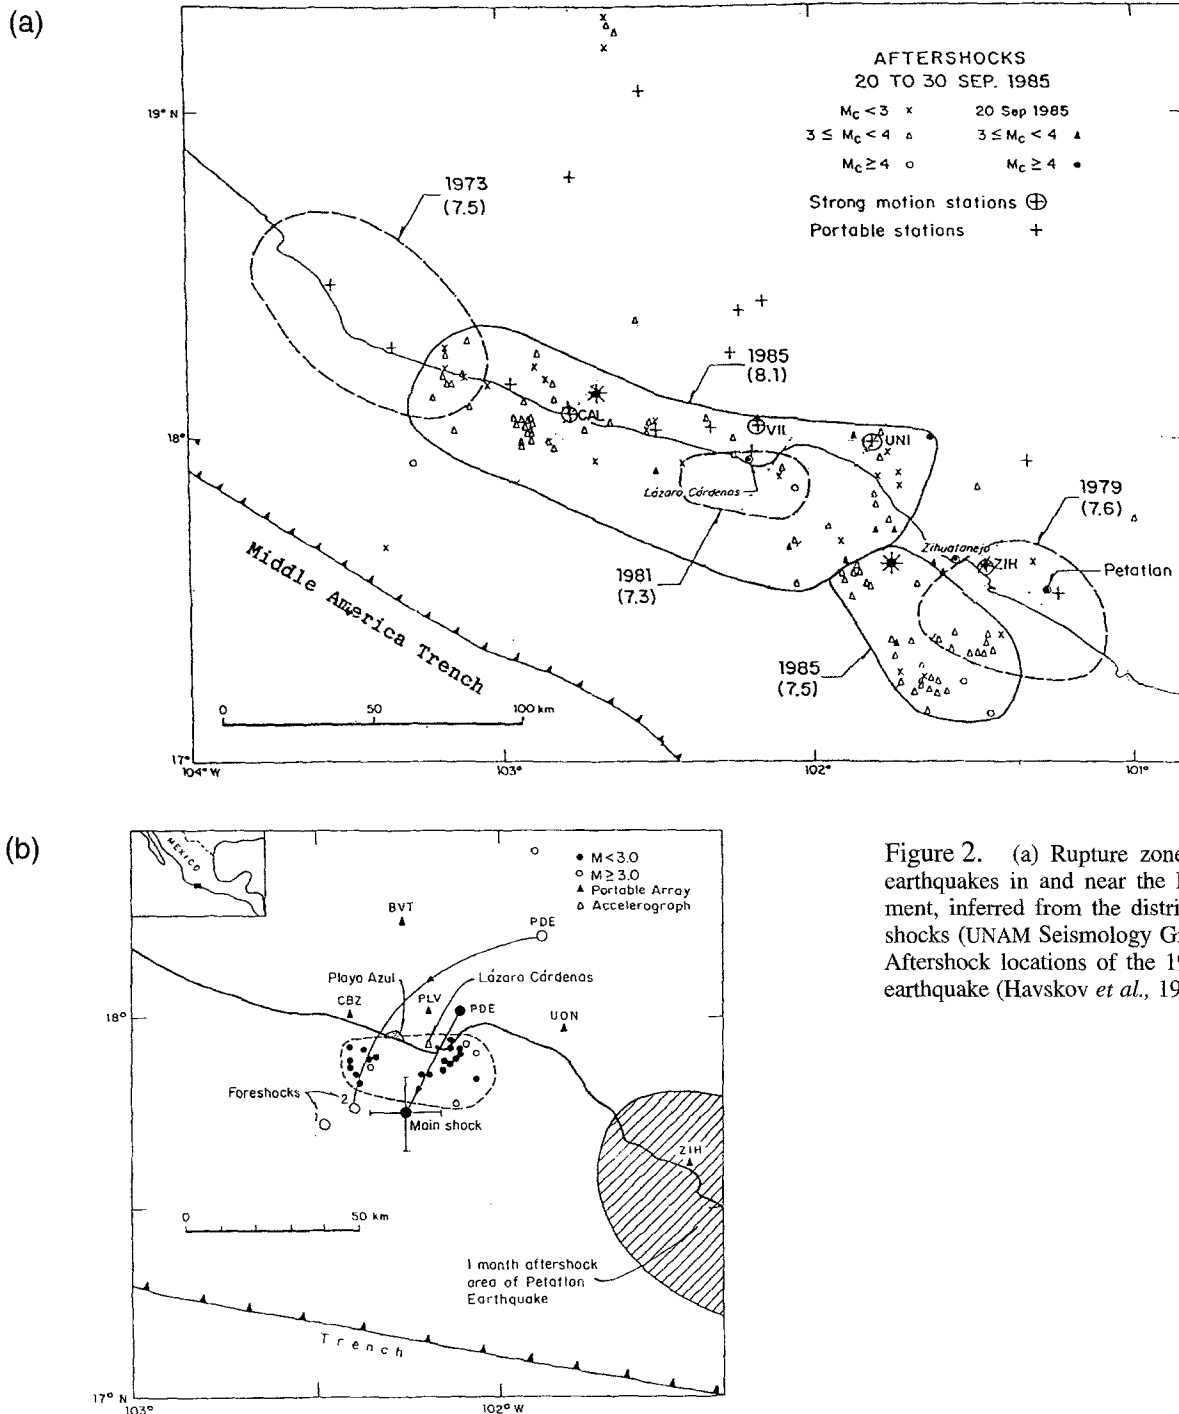 (a)
AFTERSHOCKS
20 TO 30 SEP. 1985
Mc < 3 x 20 Sep 1985
3 ≤ Mc < 4 △ 3 ≤ Mc < 4 ▲
Mc ≥ 4 ○ Mc ≥ 4 ●
Strong motion stations ⊕
Portable stations +
19° N
1973
(7.5)
1985
(8.1)
CAL
VIL
UNI
18°
Lázaro Cárdenas
1979
(7.6)
Zihuatanejo
ZIH
Petatlan
1981
(7.3)
Middle America Trench
1985
(7.5)
0 50 100 km
17°
104° W 103° 102° 101°
(b)
MEXICO
● M < 3.0
○ M ≥ 3.0
▲ Portable Array
△ Accelerograph
BVT
PDE
Playa Azul
Lázaro Cárdenas
CBZ
PLV
PDE
UON
18°
Foreshocks
2
1
Main shock
ZIH
0 50 km
1 month aftershock
area of Petatlan
Earthquake
Trench
17° N
103° 102° W
Figure 2. (a) Rupture zone
earthquakes in and near the
ment, inferred from the distri
shocks (UNAM Seismology G
Aftershock locations of the 19
earthquake (Havskov et al., 19